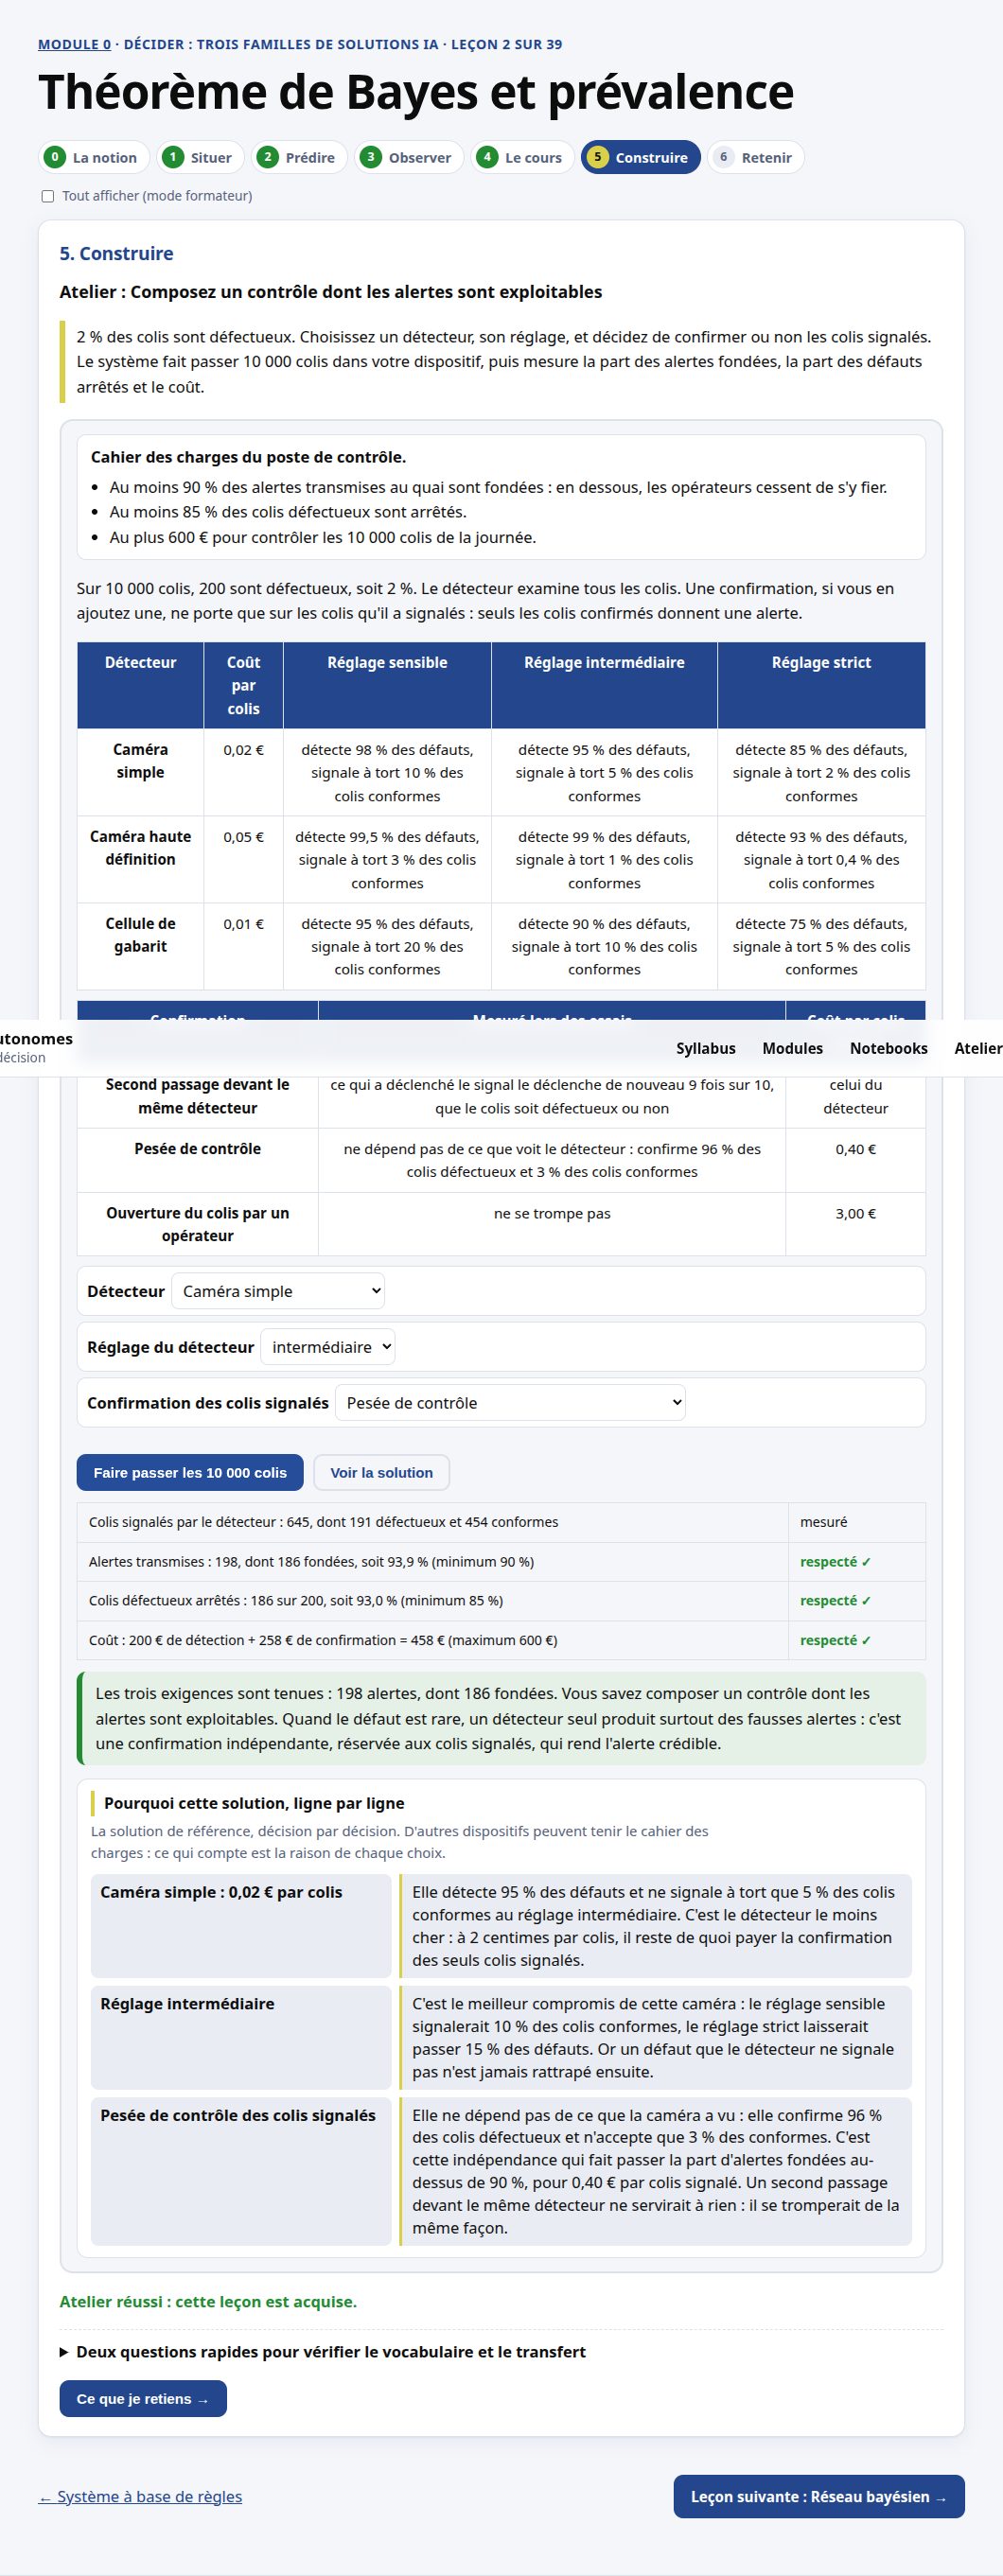 MODULE 0 · DÉCIDER : TROIS FAMILLES DE SOLUTIONS IA · LEÇON 2 SUR 39
Théorème de Bayes et prévalence
0 La notion 1 Situer 2 Prédire 3 Observer 4 Le cours 5 Construire 6 Retenir
Tout afficher (mode formateur)
5. Construire
Atelier : Composez un contrôle dont les alertes sont exploitables
2 % des colis sont défectueux. Choisissez un détecteur, son réglage, et décidez de confirmer ou non les colis signalés.
Le système fait passer 10 000 colis dans votre dispositif, puis mesure la part des alertes fondées, la part des défauts
arrêtés et le coût.
Cahier des charges du poste de contrôle.
• Au moins 90 % des alertes transmises au quai sont fondées : en dessous, les opérateurs cessent de s'y fier.
• Au moins 85 % des colis défectueux sont arrêtés.
• Au plus 600 € pour contrôler les 10 000 colis de la journée.
Sur 10 000 colis, 200 sont défectueux, soit 2 %. Le détecteur examine tous les colis. Une confirmation, si vous en
ajoutez une, ne porte que sur les colis qu'il a signalés : seuls les colis confirmés donnent une alerte.
Détecteur Coût Réglage sensible Réglage intermédiaire Réglage strict
par
colis
Caméra 0,02 € détecte 98 % des défauts, détecte 95 % des défauts, détecte 85 % des défauts,
simple signale à tort 10 % des signale à tort 5 % des colis signale à tort 2 % des colis
colis conformes conformes conformes
Caméra haute 0,05 € détecte 99,5 % des défauts, détecte 99 % des défauts, détecte 93 % des défauts,
définition signale à tort 3 % des colis signale à tort 1 % des colis signale à tort 0,4 % des
conformes conformes colis conformes
Cellule de 0,01 € détecte 95 % des défauts, détecte 90 % des défauts, détecte 75 % des défauts,
gabarit signale à tort 20 % des signale à tort 10 % des colis signale à tort 5 % des colis
colis conformes conformes conformes
Confirmation Mesuré lors des essais Coût par colis
utonomes
décision
Syllabus Modules Notebooks Atelier
Second passage devant le ce qui a déclenché le signal le déclenche de nouveau 9 fois sur 10, celui du
même détecteur que le colis soit défectueux ou non détecteur
Pesée de contrôle ne dépend pas de ce que voit le détecteur : confirme 96 % des 0,40 €
colis défectueux et 3 % des colis conformes
Ouverture du colis par un ne se trompe pas 3,00 €
opérateur
Détecteur Caméra simple
Réglage du détecteur intermédiaire
Confirmation des colis signalés Pesée de contrôle
Faire passer les 10 000 colis Voir la solution
Colis signalés par le détecteur : 645, dont 191 défectueux et 454 conformes mesuré
Alertes transmises : 198, dont 186 fondées, soit 93,9 % (minimum 90 %) respecté ✓
Colis défectueux arrêtés : 186 sur 200, soit 93,0 % (minimum 85 %) respecté ✓
Coût : 200 € de détection + 258 € de confirmation = 458 € (maximum 600 €) respecté ✓
Les trois exigences sont tenues : 198 alertes, dont 186 fondées. Vous savez composer un contrôle dont les
alertes sont exploitables. Quand le défaut est rare, un détecteur seul produit surtout des fausses alertes : c'est
une confirmation indépendante, réservée aux colis signalés, qui rend l'alerte crédible.
Pourquoi cette solution, ligne par ligne
La solution de référence, décision par décision. D'autres dispositifs peuvent tenir le cahier des
charges : ce qui compte est la raison de chaque choix.
Caméra simple : 0,02 € par colis Elle détecte 95 % des défauts et ne signale à tort que 5 % des colis
conformes au réglage intermédiaire. C'est le détecteur le moins
cher : à 2 centimes par colis, il reste de quoi payer la confirmation
des seuls colis signalés.
Réglage intermédiaire C'est le meilleur compromis de cette caméra : le réglage sensible
signalerait 10 % des colis conformes, le réglage strict laisserait
passer 15 % des défauts. Or un défaut que le détecteur ne signale
pas n'est jamais rattrapé ensuite.
Pesée de contrôle des colis signalés Elle ne dépend pas de ce que la caméra a vu : elle confirme 96 %
des colis défectueux et n'accepte que 3 % des conformes. C'est
cette indépendance qui fait passer la part d'alertes fondées au-
dessus de 90 %, pour 0,40 € par colis signalé. Un second passage
devant le même détecteur ne servirait à rien : il se tromperait de la
même façon.
Atelier réussi : cette leçon est acquise.
▶ Deux questions rapides pour vérifier le vocabulaire et le transfert
Ce que je retiens →
← Système à base de règles Leçon suivante : Réseau bayésien →